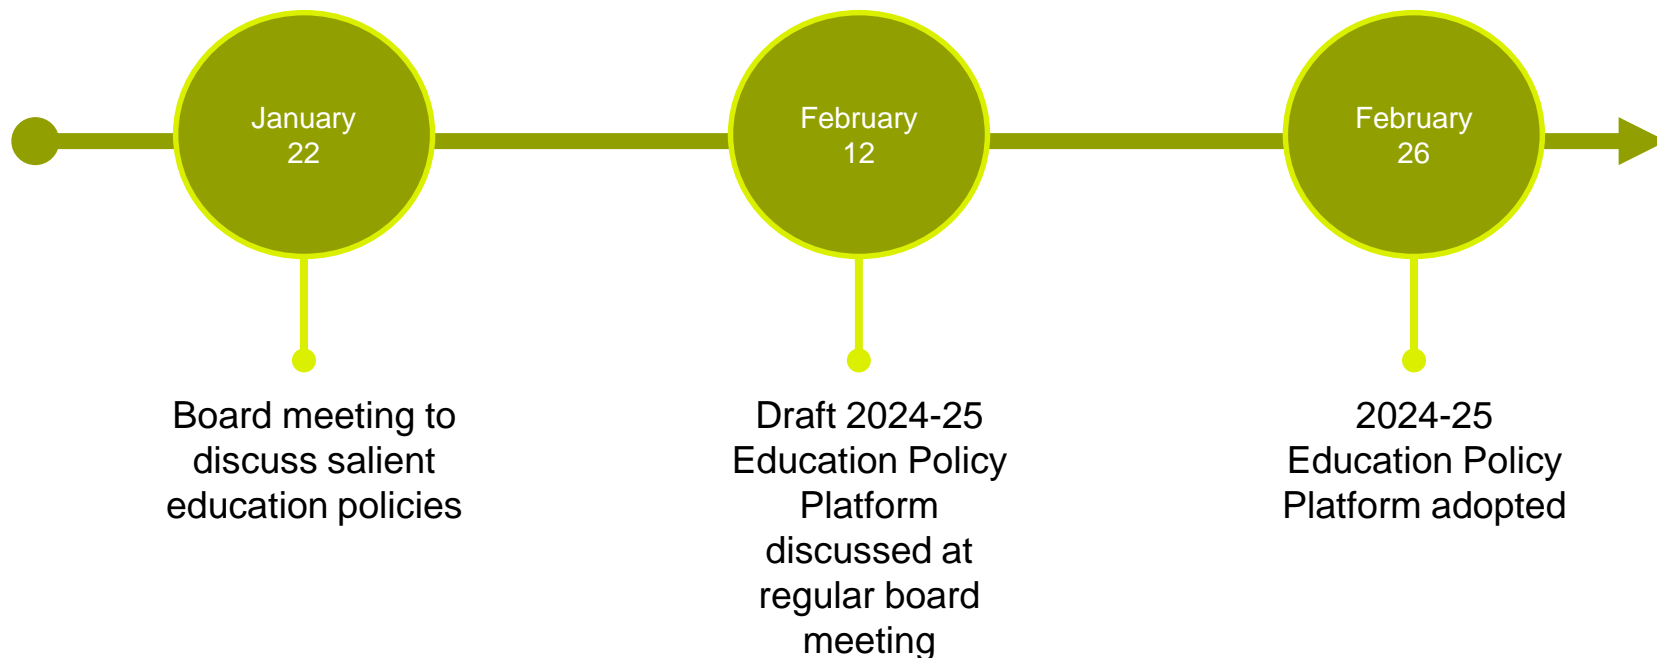 January
22
February
12
February
26
Board meeting to
discuss salient
education policies
Draft 2024-25
Education Policy
Platform
discussed at
regular board
meeting
2024-25
Education Policy
Platform adopted